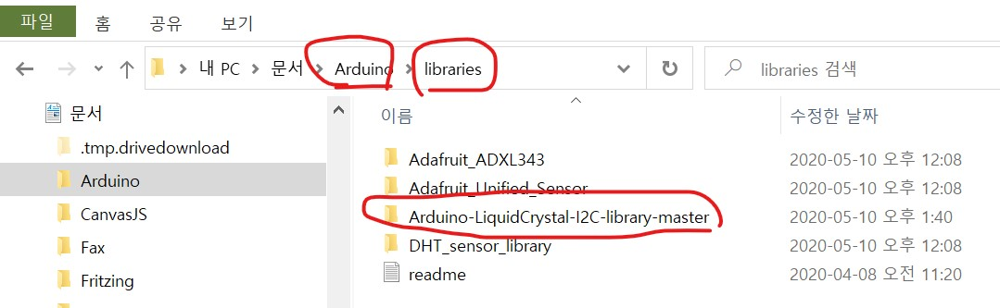 파일 홈 공유 보기
내 PC 문서 Arduino libraries libraries 검색
문서
.tmp.drivedownload
Arduino
CanvasJS
Fax
Fritzing
이름 수정한 날짜
Adafruit_ADXL343 2020-05-10 오후 12:08
Adafruit_Unified_Sensor 2020-05-10 오후 12:08
Arduino-LiquidCrystal-I2C-library-master 2020-05-10 오후 1:40
DHT_sensor_library 2020-05-10 오후 12:08
readme 2020-04-08 오전 11:20